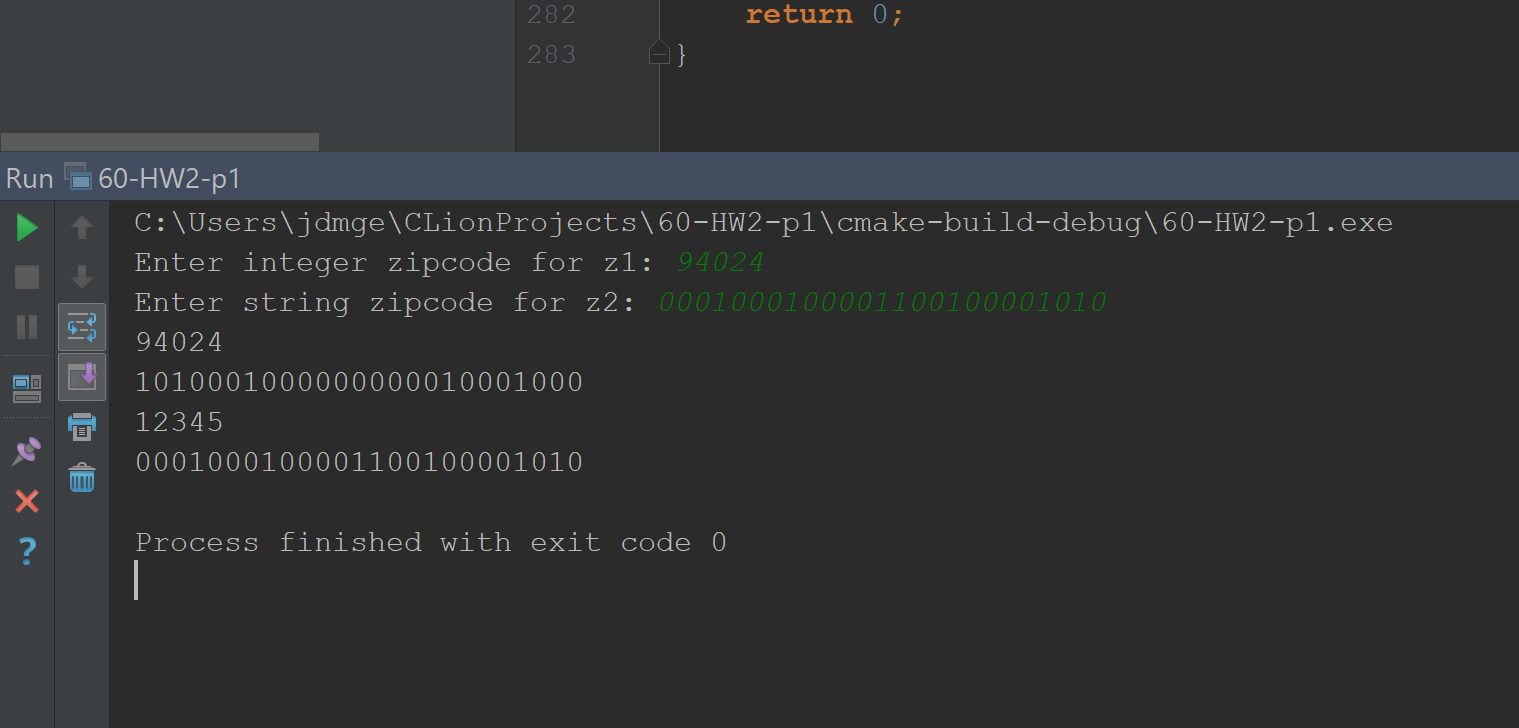 282 return 0;
283 }
Run 60-HW2-p1
C:\Users\jdmge\CLionProjects\60-HW2-p1\cmake-build-debug\60-HW2-p1.exe
Enter integer zipcode for z1: 94024
Enter string zipcode for z2: 0001000100001100100001010
94024
1010001000000000010001000
12345
0001000100001100100001010
Process finished with exit code 0